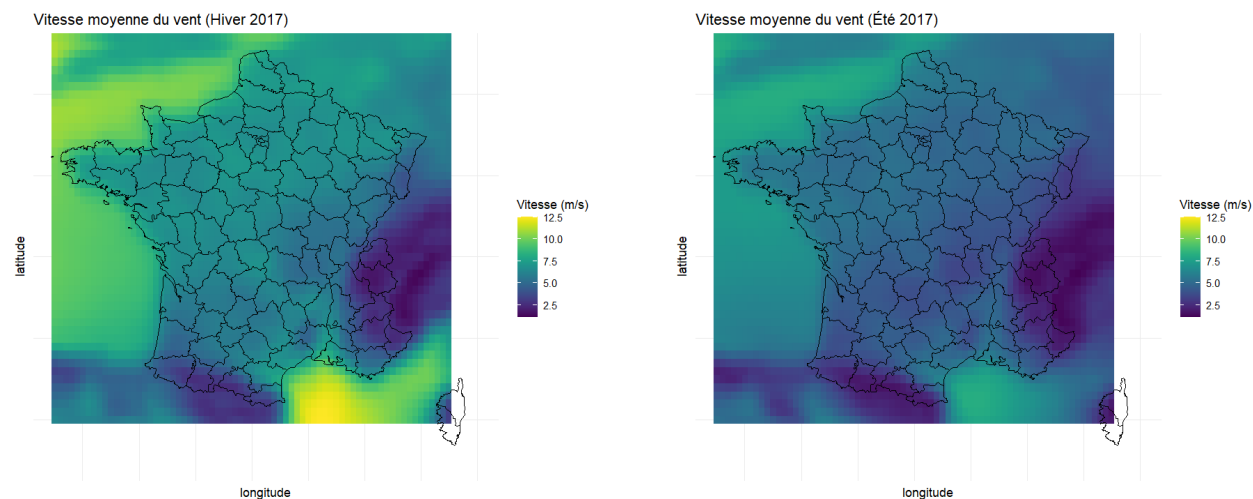 Vitesse moyenne du vent (Hiver 2017)
latitude
longitude
Vitesse (m/s)
12.5
10.0
7.5
5.0
2.5
Vitesse moyenne du vent (Été 2017)
latitude
longitude
Vitesse (m/s)
12.5
10.0
7.5
5.0
2.5